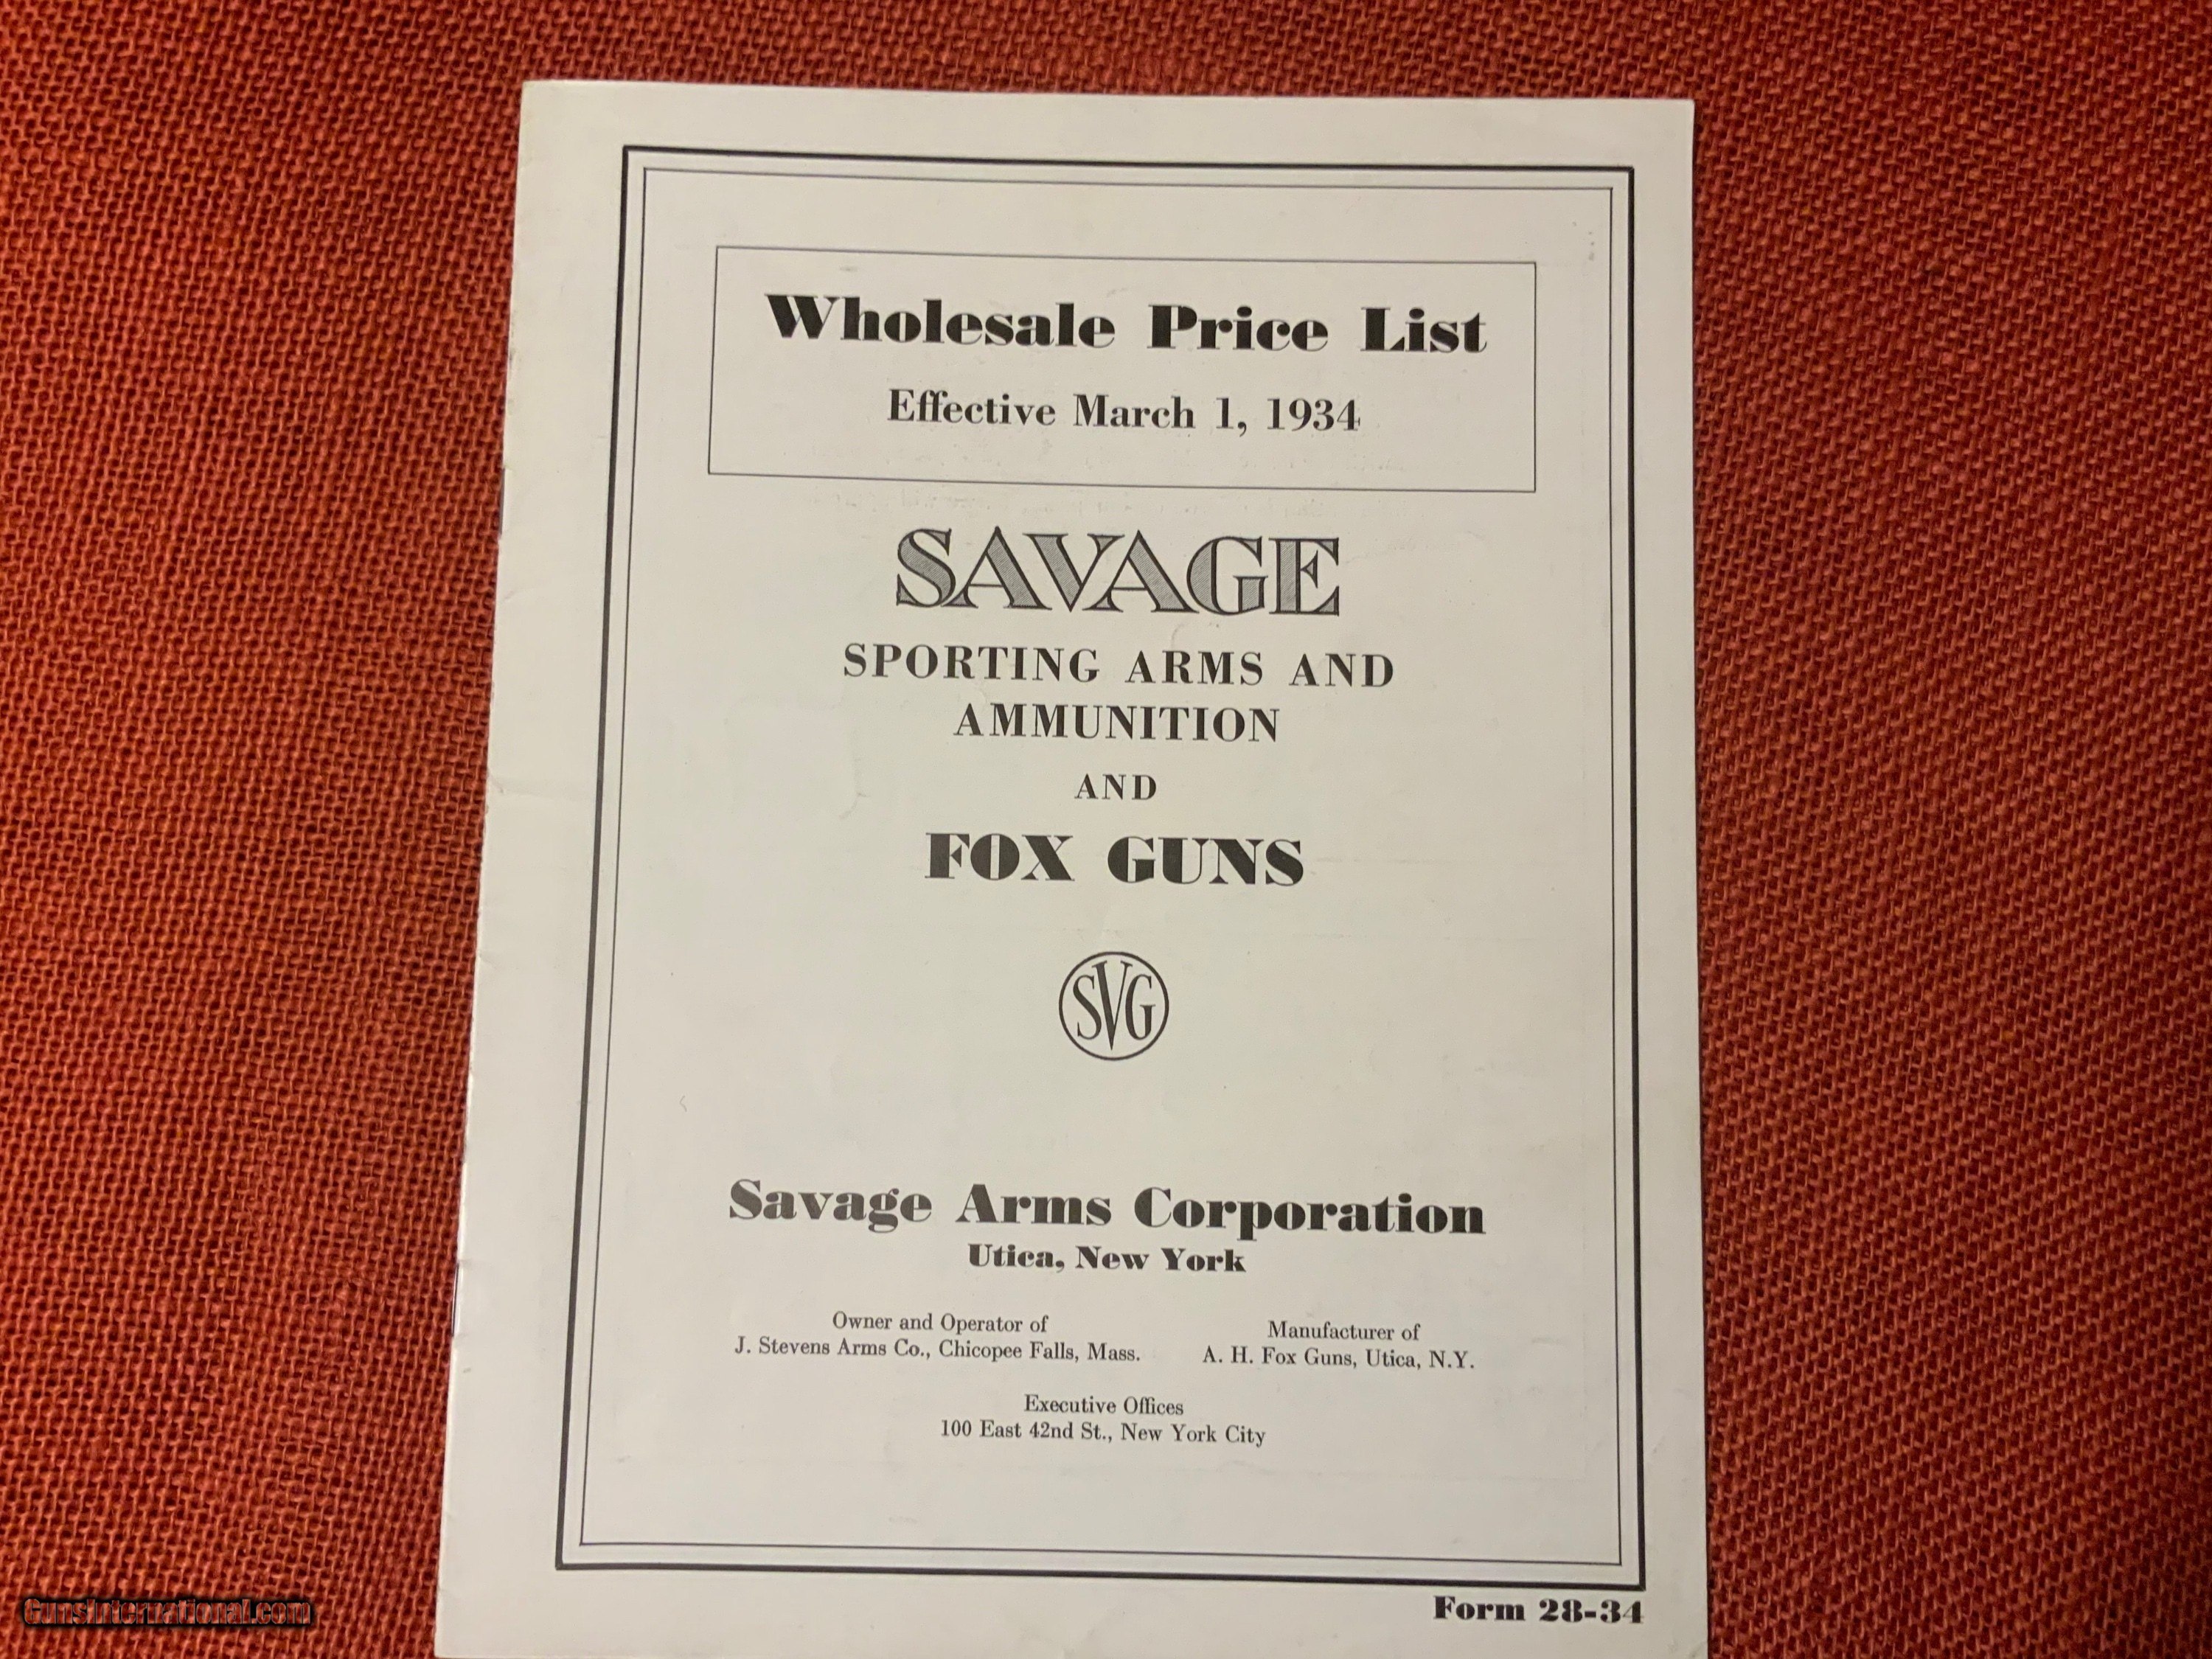 Wholesale Price List
Effective March 1, 1934
SAVAGE
SPORTING ARMS AND
AMMUNITION
AND
FOX GUNS
SVG
Savage Arms Corporation
Utica, New York
Owner and Operator of
J. Stevens Arms Co., Chicopee Falls, Mass.
Manufacturer of
A. H. Fox Guns, Utica, N.Y.
Executive Offices
100 East 42nd St., New York City
Form 28-34
GunsInternational.com